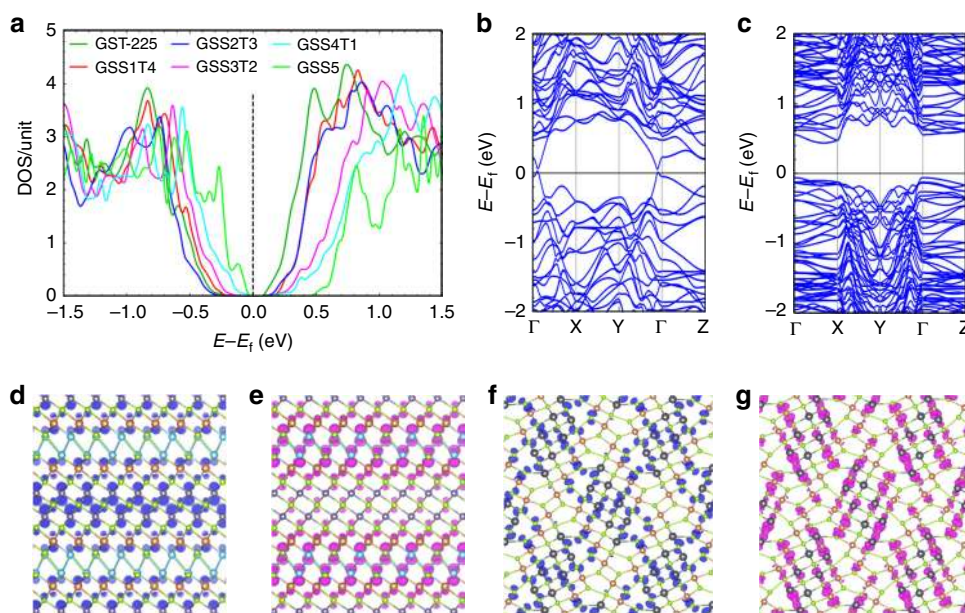 a
5
GST-225 GSS2T3 GSS4T1
GSS1T4 GSS3T2 GSS5
4
3
2
1
0
DOS/unit
−1.5 −1.0 −0.5 0.0 0.5 1.0 1.5
E–Ef (eV)
b
2
1
0
−1
−2
E–Ef (eV)
Γ X Y Γ Z
c
2
1
0
−1
−2
E–Ef (eV)
Γ X Y Γ Z
d e f g